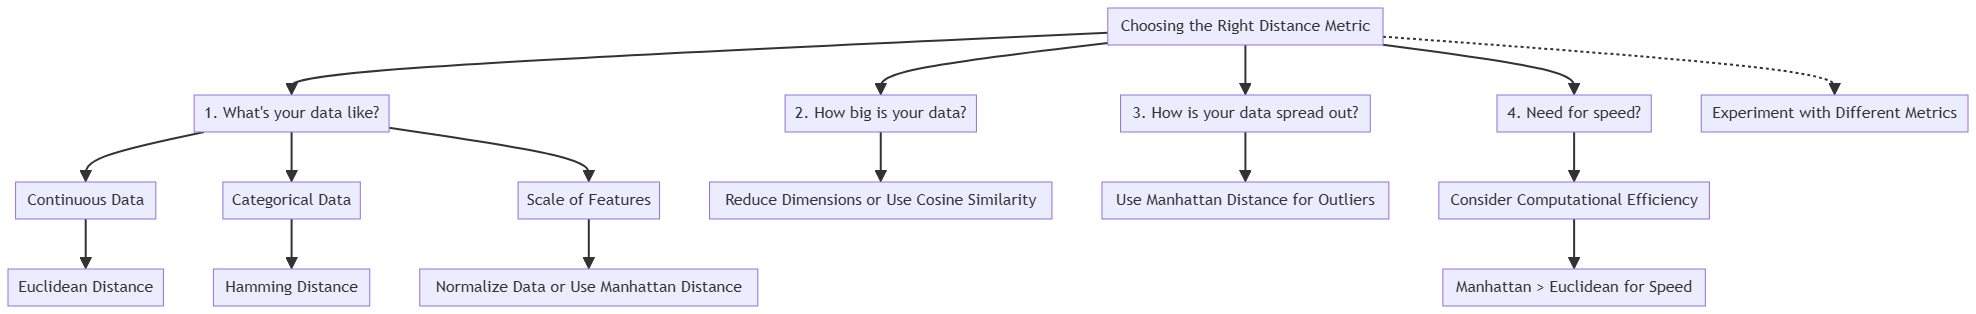 Choosing the Right Distance Metric
1. What's your data like?
2. How big is your data?
3. How is your data spread out?
4. Need for speed?
Experiment with Different Metrics
Continuous Data
Categorical Data
Scale of Features
Reduce Dimensions or Use Cosine Similarity
Use Manhattan Distance for Outliers
Consider Computational Efficiency
Euclidean Distance
Hamming Distance
Normalize Data or Use Manhattan Distance
Manhattan > Euclidean for Speed